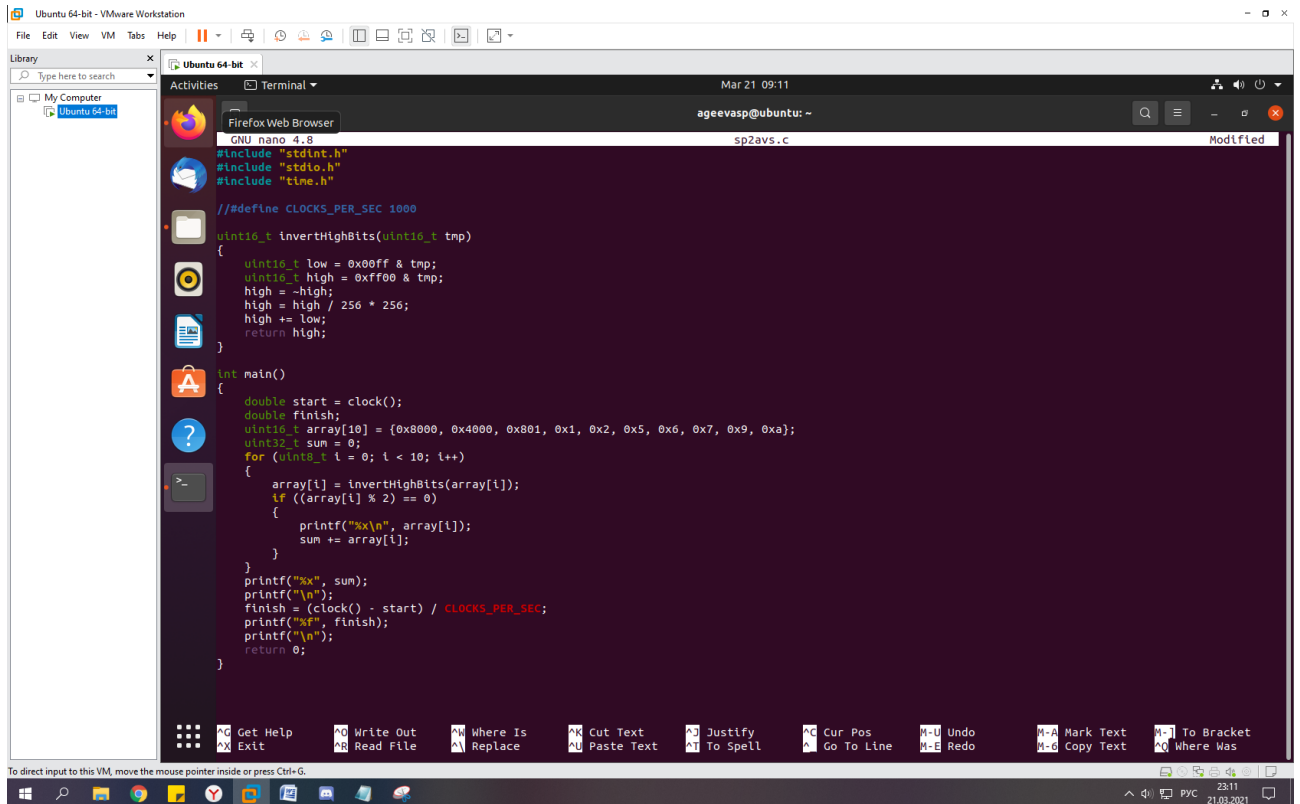 Ubuntu 64-bit - VMware Workstation
File Edit View VM Tabs Help
Library
Type here to search
My Computer
Ubuntu 64-bit
Ubuntu 64-bit
Activities Terminal Mar 21 09:11
ageevasp@ubuntu: ~
Firefox Web Browser
GNU nano 4.8 sp2avs.c Modified
#include "stdint.h"
#include "stdio.h"
#include "time.h"
//#define CLOCKS_PER_SEC 1000
uint16_t invertHighBits(uint16_t tmp)
{
uint16_t low = 0x00ff & tmp;
uint16_t high = 0xff00 & tmp;
high = ~high;
high = high / 256 * 256;
high += low;
return high;
}
int main()
{
double start = clock();
double finish;
uint16_t array[10] = {0x8000, 0x4000, 0x801, 0x1, 0x2, 0x5, 0x6, 0x7, 0x9, 0xa};
uint32_t sum = 0;
for (uint8_t i = 0; i < 10; i++)
{
array[i] = invertHighBits(array[i]);
if ((array[i] % 2) == 0)
{
printf("%x\n", array[i]);
sum += array[i];
}
}
printf("%x", sum);
printf("\n");
finish = (clock() - start) / CLOCKS_PER_SEC;
printf("%f", finish);
printf("\n");
return 0;
}
^G Get Help ^O Write Out ^W Where Is ^K Cut Text ^J Justify ^C Cur Pos M-U Undo M-A Mark Text M-] To Bracket
^X Exit ^R Read File ^\ Replace ^U Paste Text ^T To Spell ^_ Go To Line M-E Redo M-6 Copy Text ^Q Where Was
To direct input to this VM, move the mouse pointer inside or press Ctrl+G.
РУС 23:11
21.03.2021